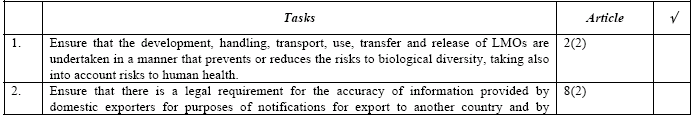 Tasks Article √
1. Ensure that the development, handling, transport, use, transfer and release of LMOs are 2(2)
undertaken in a manner that prevents or reduces the risks to biological diversity, taking also
into account risks to human health.
2. Ensure that there is a legal requirement for the accuracy of information provided by 8(2)
domestic exporters for purposes of notifications for export to another country and by